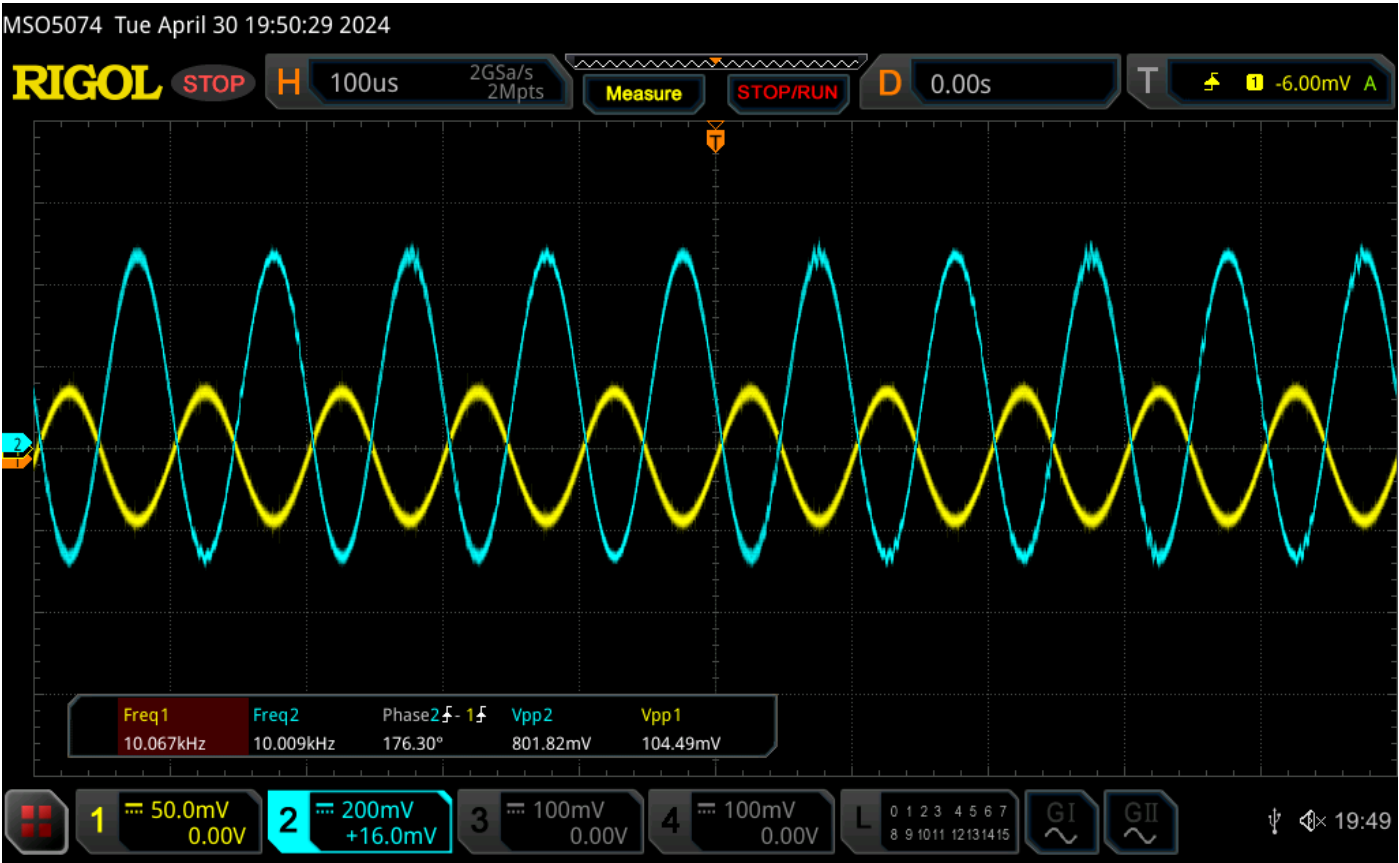 MSO5074 Tue April 30 19:50:29 2024
RIGOL STOP H 100us 2GSa/s 2Mpts Measure STOP/RUN D 0.00s T 1 -6.00mV A
T
2
Freq1 Freq2 Phase2-1 Vpp2 Vpp1
10.067kHz 10.009kHz 176.30° 801.82mV 104.49mV
1 50.0mV 0.00V
2 200mV +16.0mV
3 100mV 0.00V
4 100mV 0.00V
L 0 1 2 3 4 5 6 7
8 9 10 11 12 13 14 15
GI GII
19:49